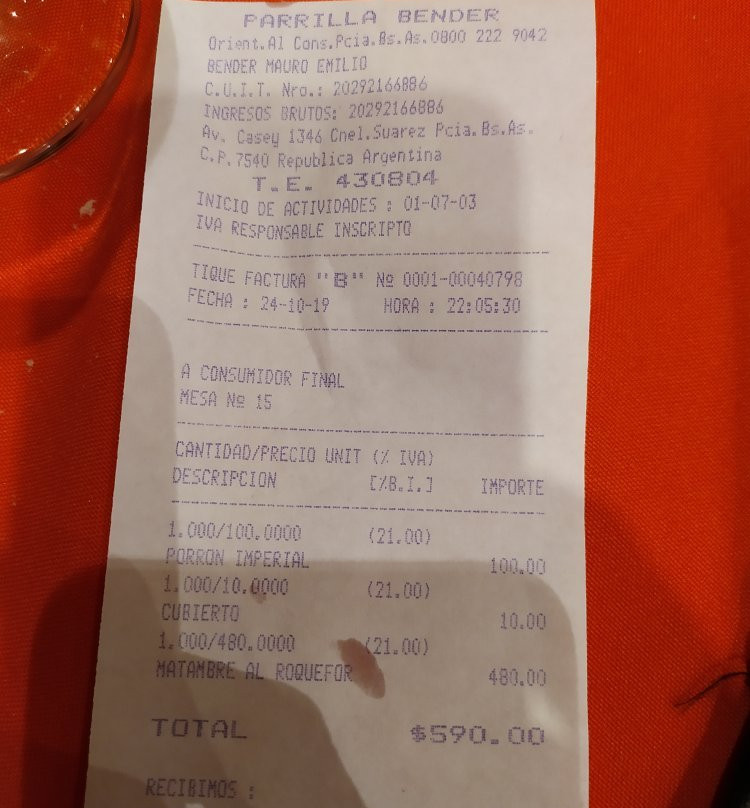 PARRILLA BENDER
Orient.Al Cons.Pcia.Bs.As.0800 222 9042
BENDER MAURO EMILIO
C.U.I.T. Nro.: 20292166886
INGRESOS BRUTOS: 20292166886
Av. Casey 1346 Cnel.Suarez Pcia.Bs.As.
C.P.7540 Republica Argentina
T.E. 430804
INICIO DE ACTIVIDADES : 01-07-03
IVA RESPONSABLE INSCRIPTO
TIQUE FACTURA "B" Nº 0001-00040798
FECHA : 24-10-19 HORA : 22:05:30
A CONSUMIDOR FINAL
MESA Nº 15
CANTIDAD/PRECIO UNIT (% IVA)
DESCRIPCION [%B.I.] IMPORTE
1.000/100.0000 (21.00)
PORRON IMPERIAL 100.00
1.000/10.0000 (21.00)
CUBIERTO 10.00
1.000/480.0000 (21.00)
MATAMBRE AL ROQUEFOR 480.00
TOTAL $590.00
RECIBIMOS :